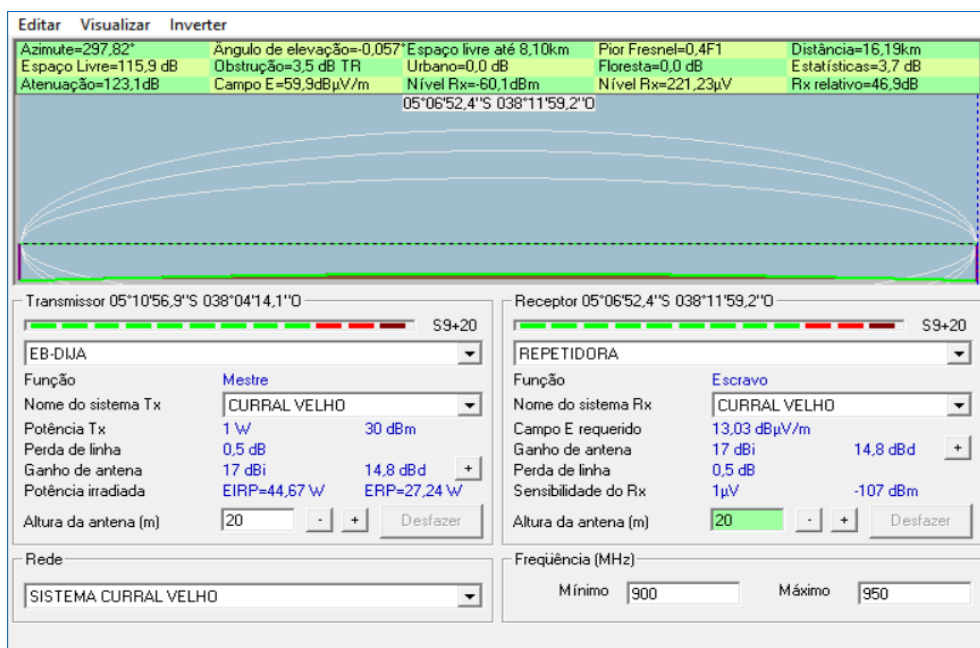 Editar Visualizar Inverter
Azimute=297,82° Ângulo de elevação=-0,057° Espaço livre até 8,10km Pior Fresnel=0,4F1 Distância=16,19km
Espaço Livre=115,9 dB Obstrução=3,5 dB TR Urbano=0,0 dB Floresta=0,0 dB Estatísticas=3,7 dB
Atenuação=123,1dB Campo E=59,9dBµV/m Nível Rx=-60,1dBm Nível Rx=221,23µV Rx relativo=46,9dB
05°06'52,4''S 038°11'59,2''O
Transmissor 05°10'56,9''S 038°04'14,1''O
S9+20
EB-DIJA
Função Mestre
Nome do sistema Tx CURRAL VELHO
Potência Tx 1 W 30 dBm
Perda de linha 0,5 dB
Ganho de antena 17 dBi 14,8 dBd +
Potência irradiada EIRP=44,67 W ERP=27,24 W
Altura da antena (m) 20 - + Desfazer
Rede
SISTEMA CURRAL VELHO
Receptor 05°06'52,4''S 038°11'59,2''O
S9+20
REPETIDORA
Função Escravo
Nome do sistema Rx CURRAL VELHO
Campo E requerido 13,03 dBµV/m
Ganho de antena 17 dBi 14,8 dBd +
Perda de linha 0,5 dB
Sensibilidade do Rx 1µV -107 dBm
Altura da antena (m) 20 - + Desfazer
Freqüência (MHz)
Mínimo 900 Máximo 950